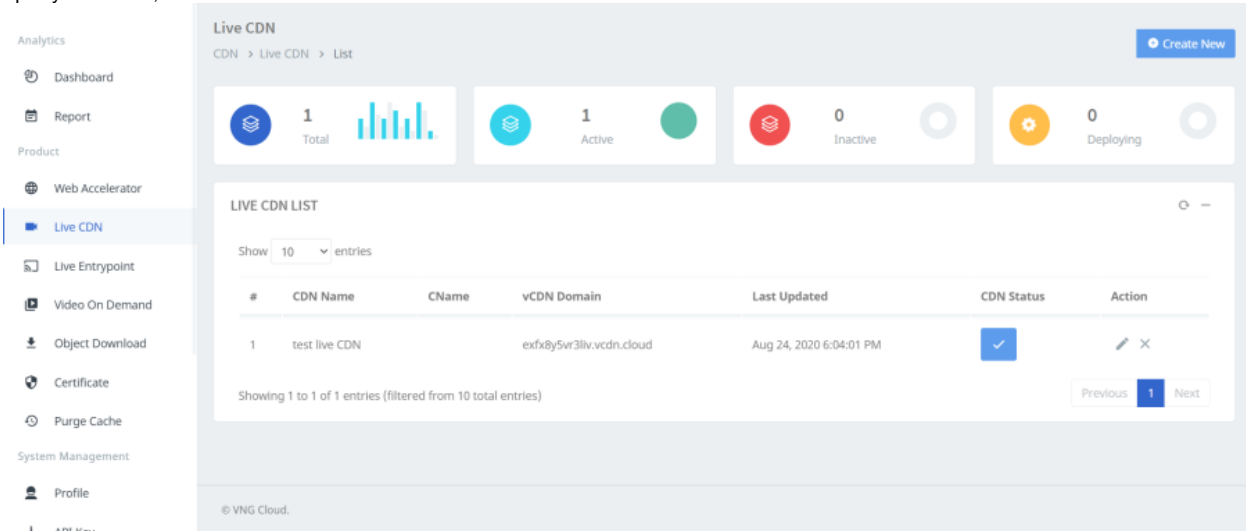 Analytics
Dashboard
Report
Product
Web Accelerator
Live CDN
Live Entrypoint
Video On Demand
Object Download
Certificate
Purge Cache
System Management
Profile
Live CDN
CDN > Live CDN > List
Create New
1
Total
1
Active
0
Inactive
0
Deploying
LIVE CDN LIST
Show 10 entries
# CDN Name CName vCDN Domain Last Updated CDN Status Action
1 test live CDN exfx8y5vr3liv.vcdn.cloud Aug 24, 2020 6:04:01 PM
Showing 1 to 1 of 1 entries (filtered from 10 total entries)
Previous 1 Next
© VNG Cloud.